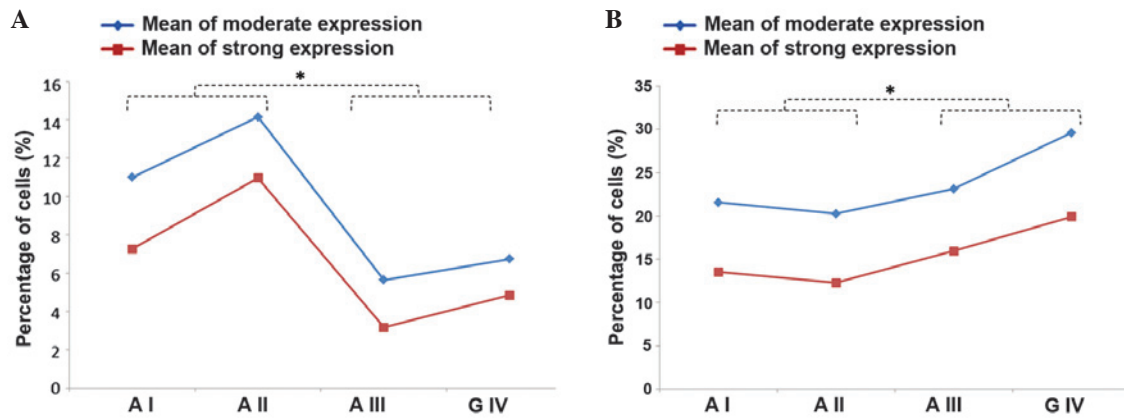 A
Mean of moderate expression
Mean of strong expression
*
Percentage of cells (%)
16
14
12
10
8
6
4
2
0
A I A II A III G IV
B
Mean of moderate expression
Mean of strong expression
*
Percentage of cells (%)
35
30
25
20
15
10
5
0
A I A II A III G IV